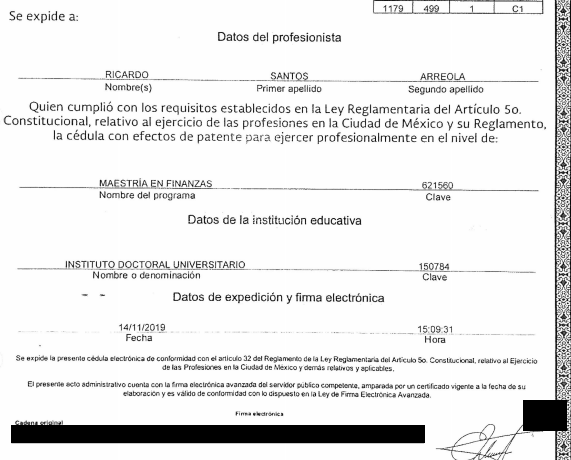 1179 499 1 C1
Se expide a:
Datos del profesionista
RICARDO SANTOS ARREOLA
Nombre(s) Primer apellido Segundo apellido
Quien cumplió con los requisitos establecidos en la Ley Reglamentaria del Artículo 5o.
Constitucional, relativo al ejercicio de las profesiones en la Ciudad de México y su Reglamento,
la cédula con efectos de patente para ejercer profesionalmente en el nivel de:
MAESTRÍA EN FINANZAS 621560
Nombre del programa Clave
Datos de la institución educativa
INSTITUTO DOCTORAL UNIVERSITARIO 150784
Nombre o denominación Clave
Datos de expedición y firma electrónica
14/11/2019 15:09:31
Fecha Hora
Se expide la presente cédula electrónica de conformidad con el artículo 32 del Reglamento de la Ley Reglamentaria del Artículo 5o. Constitucional, relativo al Ejercicio
de las Profesiones en la Ciudad de México y demás relativos y aplicables.
El presente acto administrativo cuenta con la firma electrónica avanzada del servidor público competente, amparada por un certificado vigente a la fecha de su
elaboración y es válido de conformidad con lo dispuesto en la Ley de Firma Electrónica Avanzada.
Firma electrónica
Cadena original